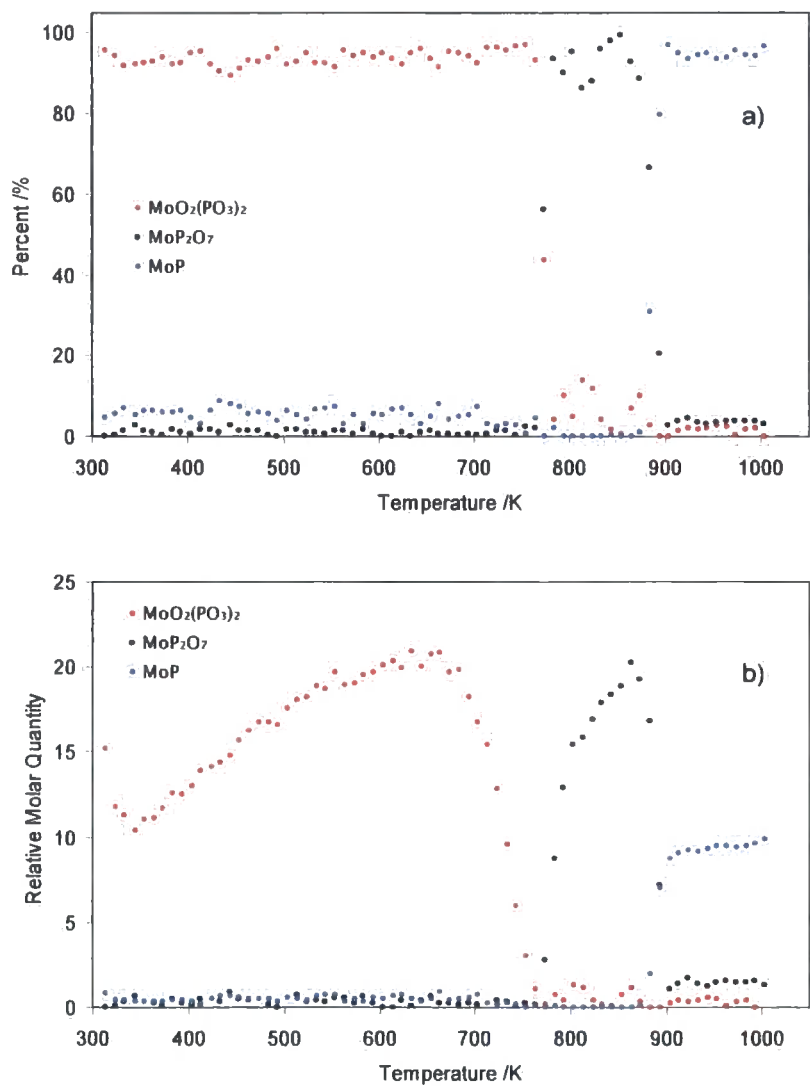 100
80
60
40
20
0
Percent /%
a)
MoO₂(PO₃)₂
MoP₂O₇
MoP
300 400 500 600 700 800 900 1000
Temperature /K
25
20
15
10
5
0
Relative Molar Quantity
b)
MoO₂(PO₃)₂
MoP₂O₇
MoP
300 400 500 600 700 800 900 1000
Temperature /K